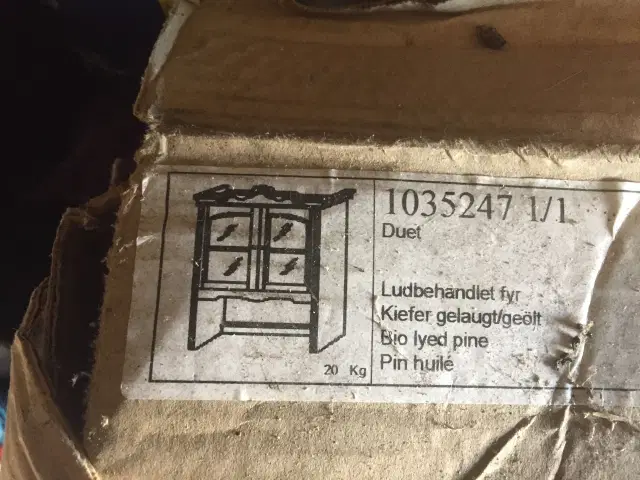 1035247 1/1
Duet
Ludbehandlet fyr
Kiefer gelaugt/geölt
Bio lyed pine
Pin huilé
20 Kg